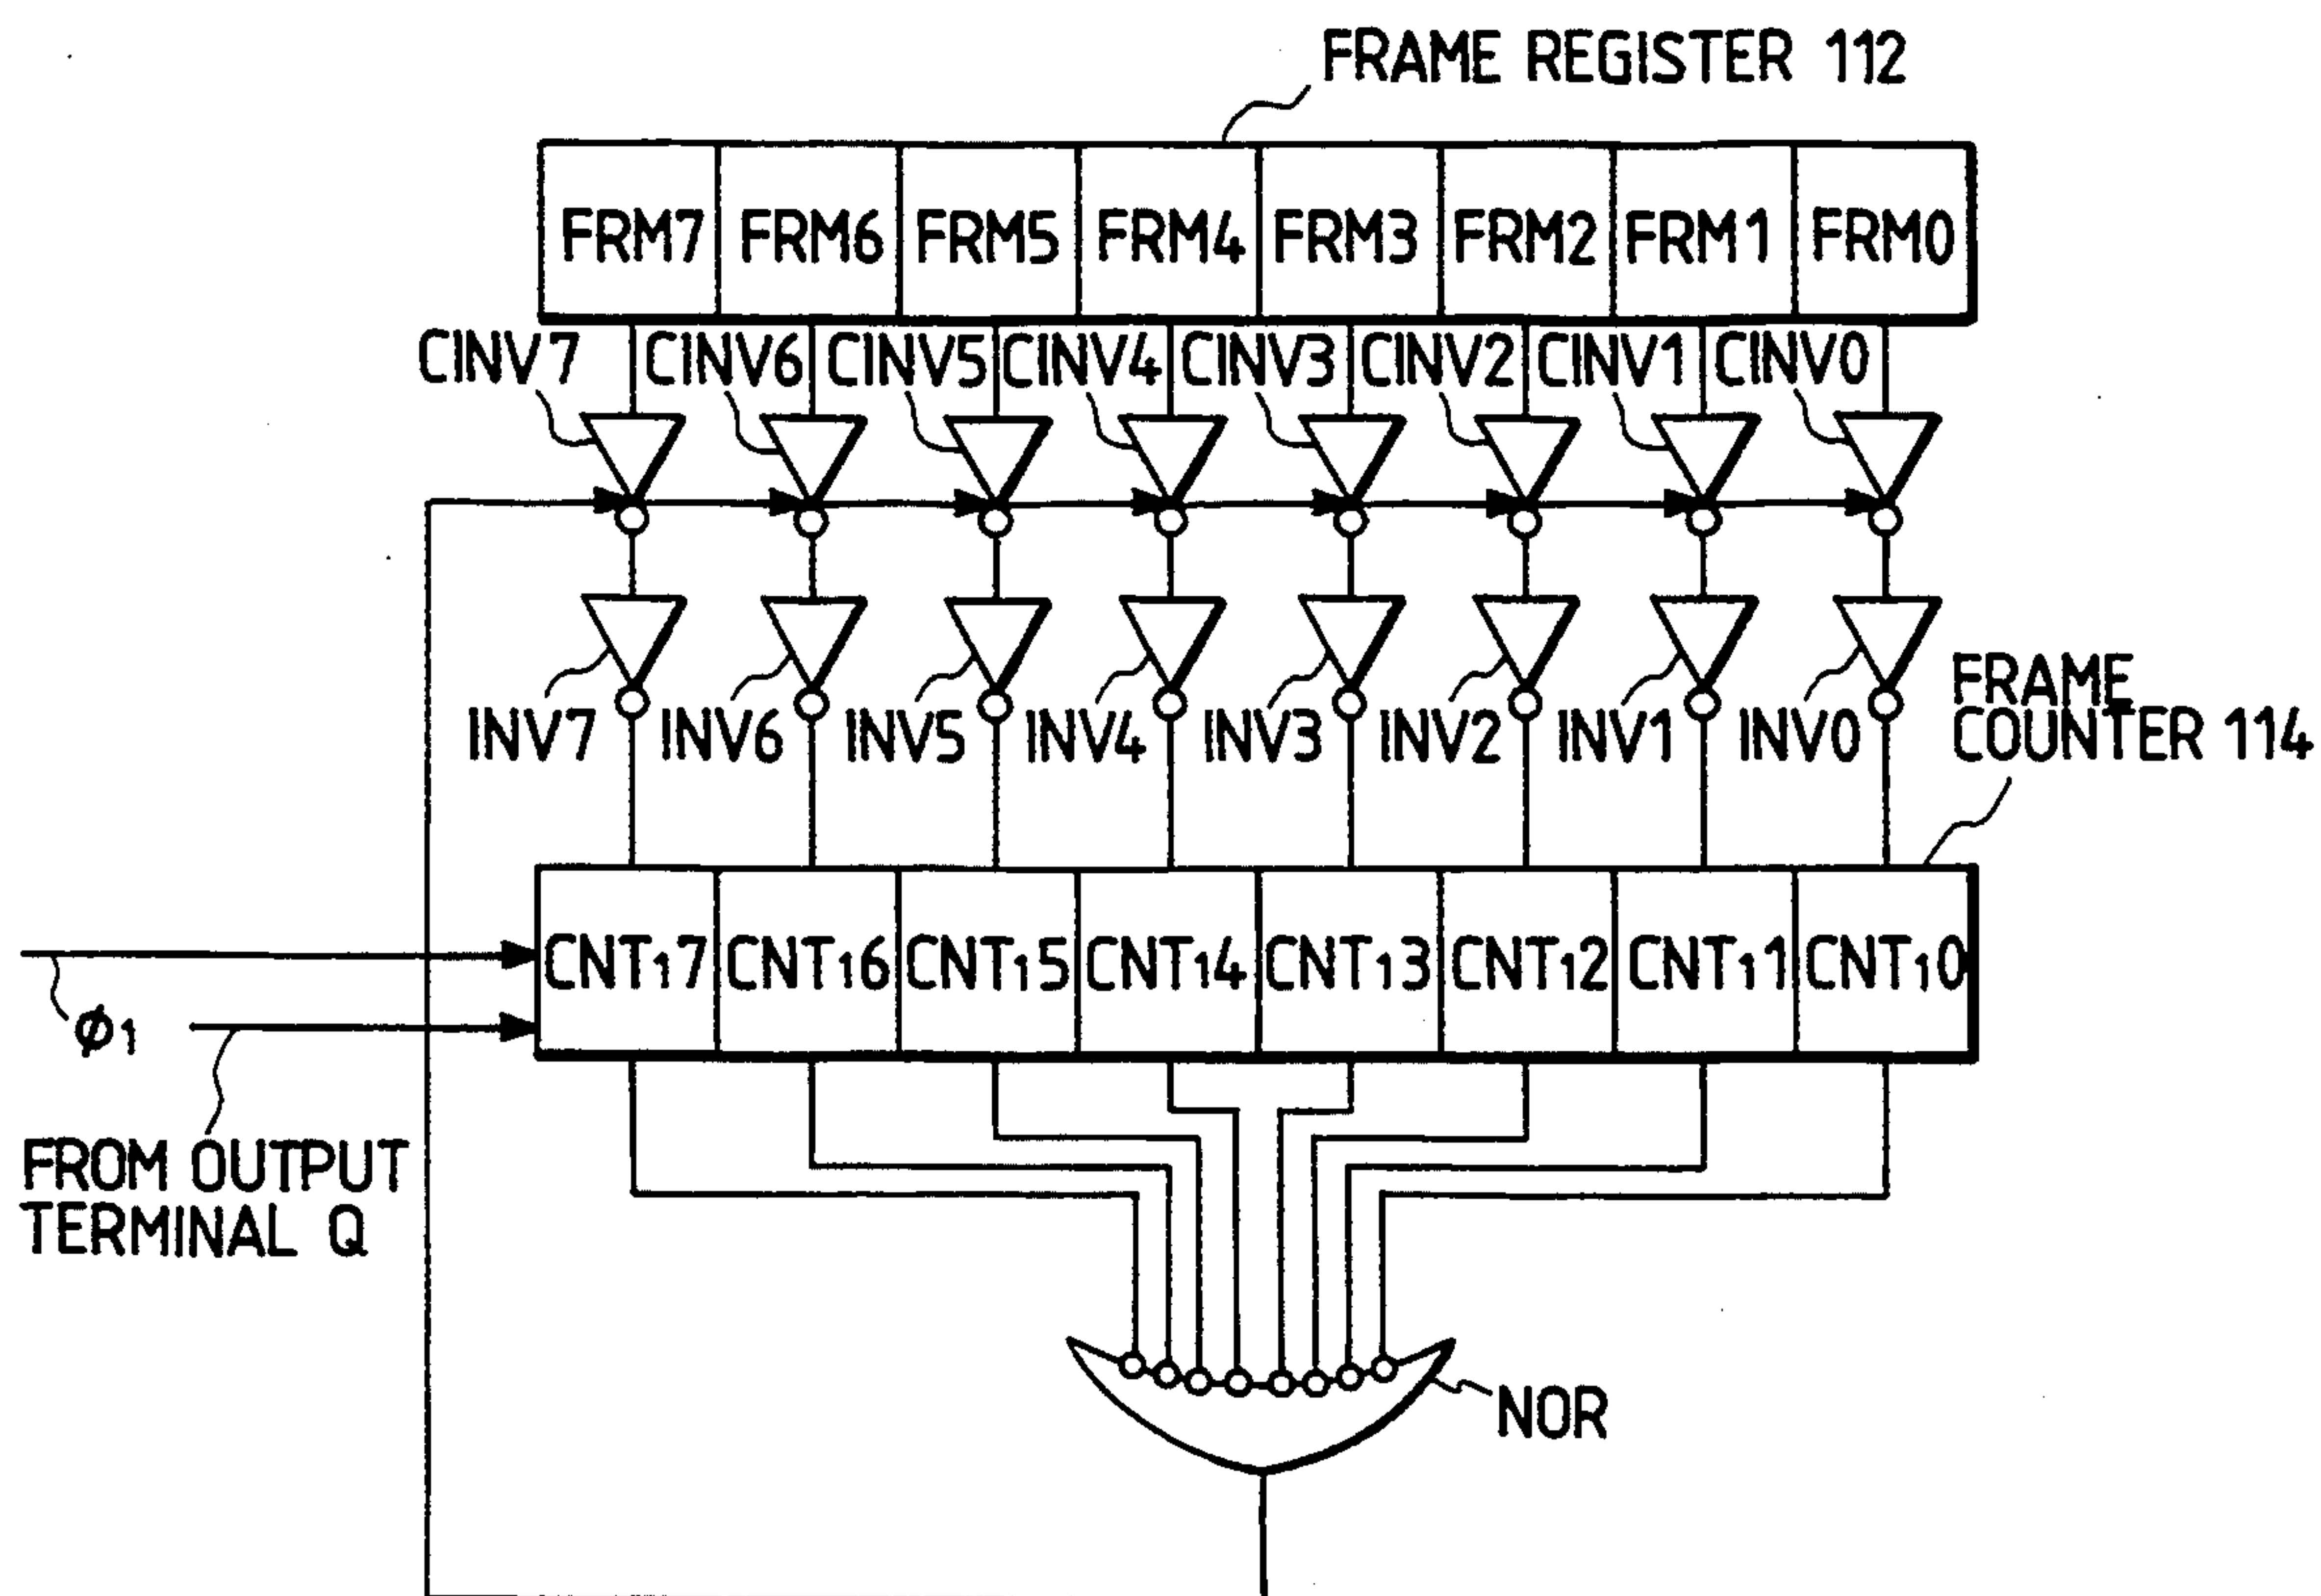 FRAME REGISTER 112
FRM7 FRM6 FRM5 FRM4 FRM3 FRM2 FRM1 FRM0
CINV7 CINV6 CINV5 CINV4 CINV3 CINV2 CINV1 CINV0
INV7 INV6 INV5 INV4 INV3 INV2 INV1 INV0
FRAME
COUNTER 114
CNT₁7 CNT₁6 CNT₁5 CNT₁4 CNT₁3 CNT₁2 CNT₁1 CNT₁0
φ₁
FROM OUTPUT
TERMINAL Q
NOR